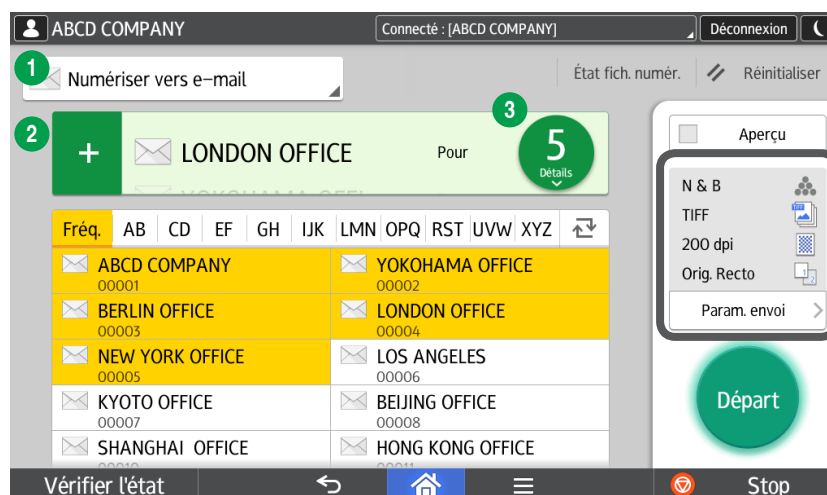 ABCD COMPANY
Connecté : [ABCD COMPANY]
Déconnexion
1
Numériser vers e-mail
État fich. numér.
Réinitialiser
2
+
LONDON OFFICE
Pour
3
5
Détails
Aperçu
N & B
TIFF
TIFF
200 dpi
Orig. Recto
1
2
Param. envoi
Fréq.
AB
CD
EF
GH
IJK
LMN
OPQ
RST
UVW
XYZ
ABCD COMPANY
00001
YOKOHAMA OFFICE
00002
BERLIN OFFICE
00003
LONDON OFFICE
00004
NEW YORK OFFICE
00005
LOS ANGELES
00006
KYOTO OFFICE
00007
BEIJING OFFICE
00008
SHANGHAI OFFICE
HONG KONG OFFICE
Départ
Vérifier l'état
Stop